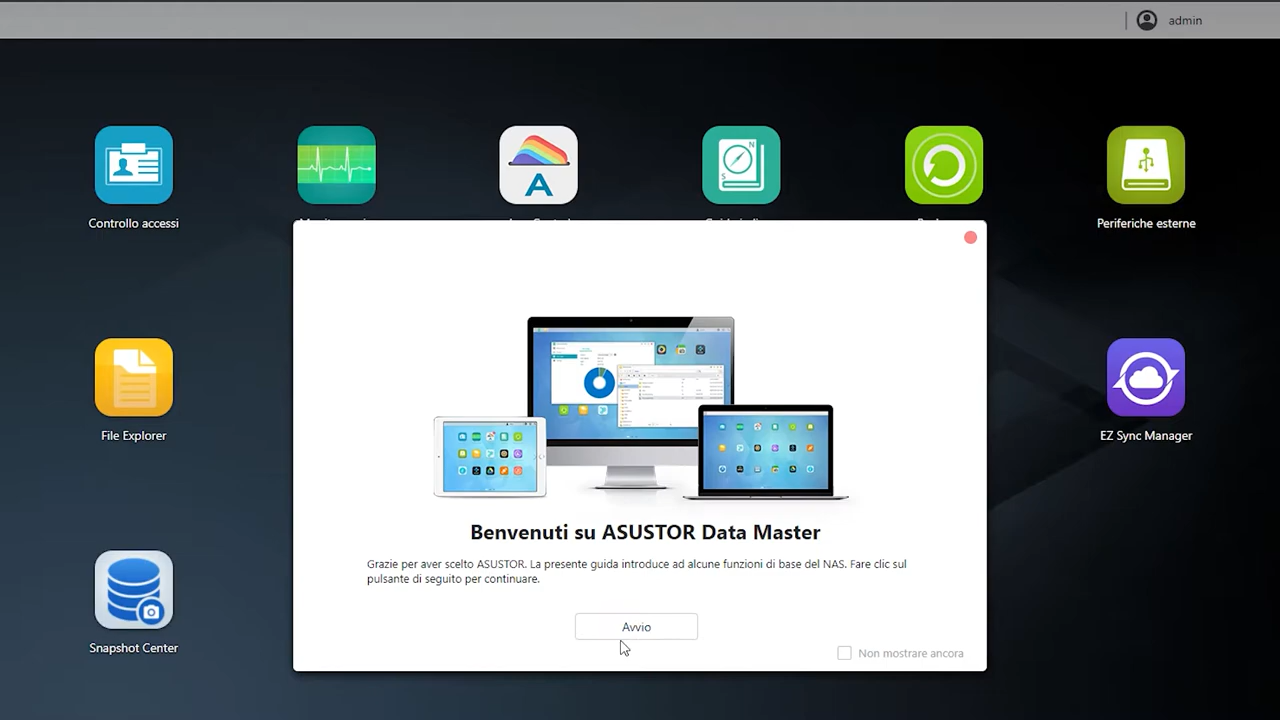 admin
Controllo accessi
Periferiche esterne
File Explorer
EZ Sync Manager
Snapshot Center
Benvenuti su ASUSTOR Data Master
Grazie per aver scelto ASUSTOR. La presente guida introduce ad alcune funzioni di base del NAS. Fare clic sul
pulsante di seguito per continuare.
Avvio
Non mostrare ancora